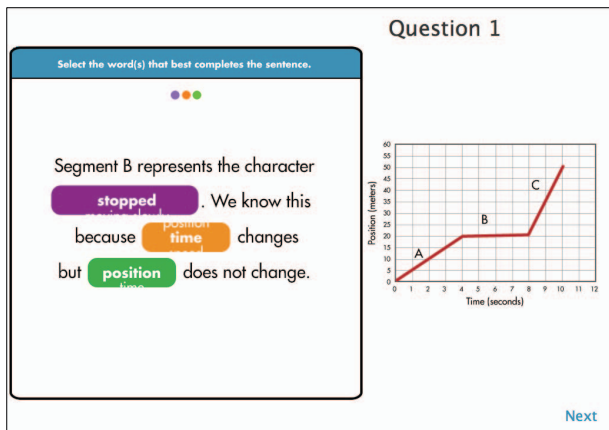 Question 1
Select the word(s) that best completes the sentence.
Segment B represents the character
stopped . We know this
position
because time changes
speed
but position does not change.
time
Position (meters)
60
55
50
45
40
35
30
25
20
15
10
5
0
A
B
C
0 1 2 3 4 5 6 7 8 9 10 11 12
Time (seconds)
Next